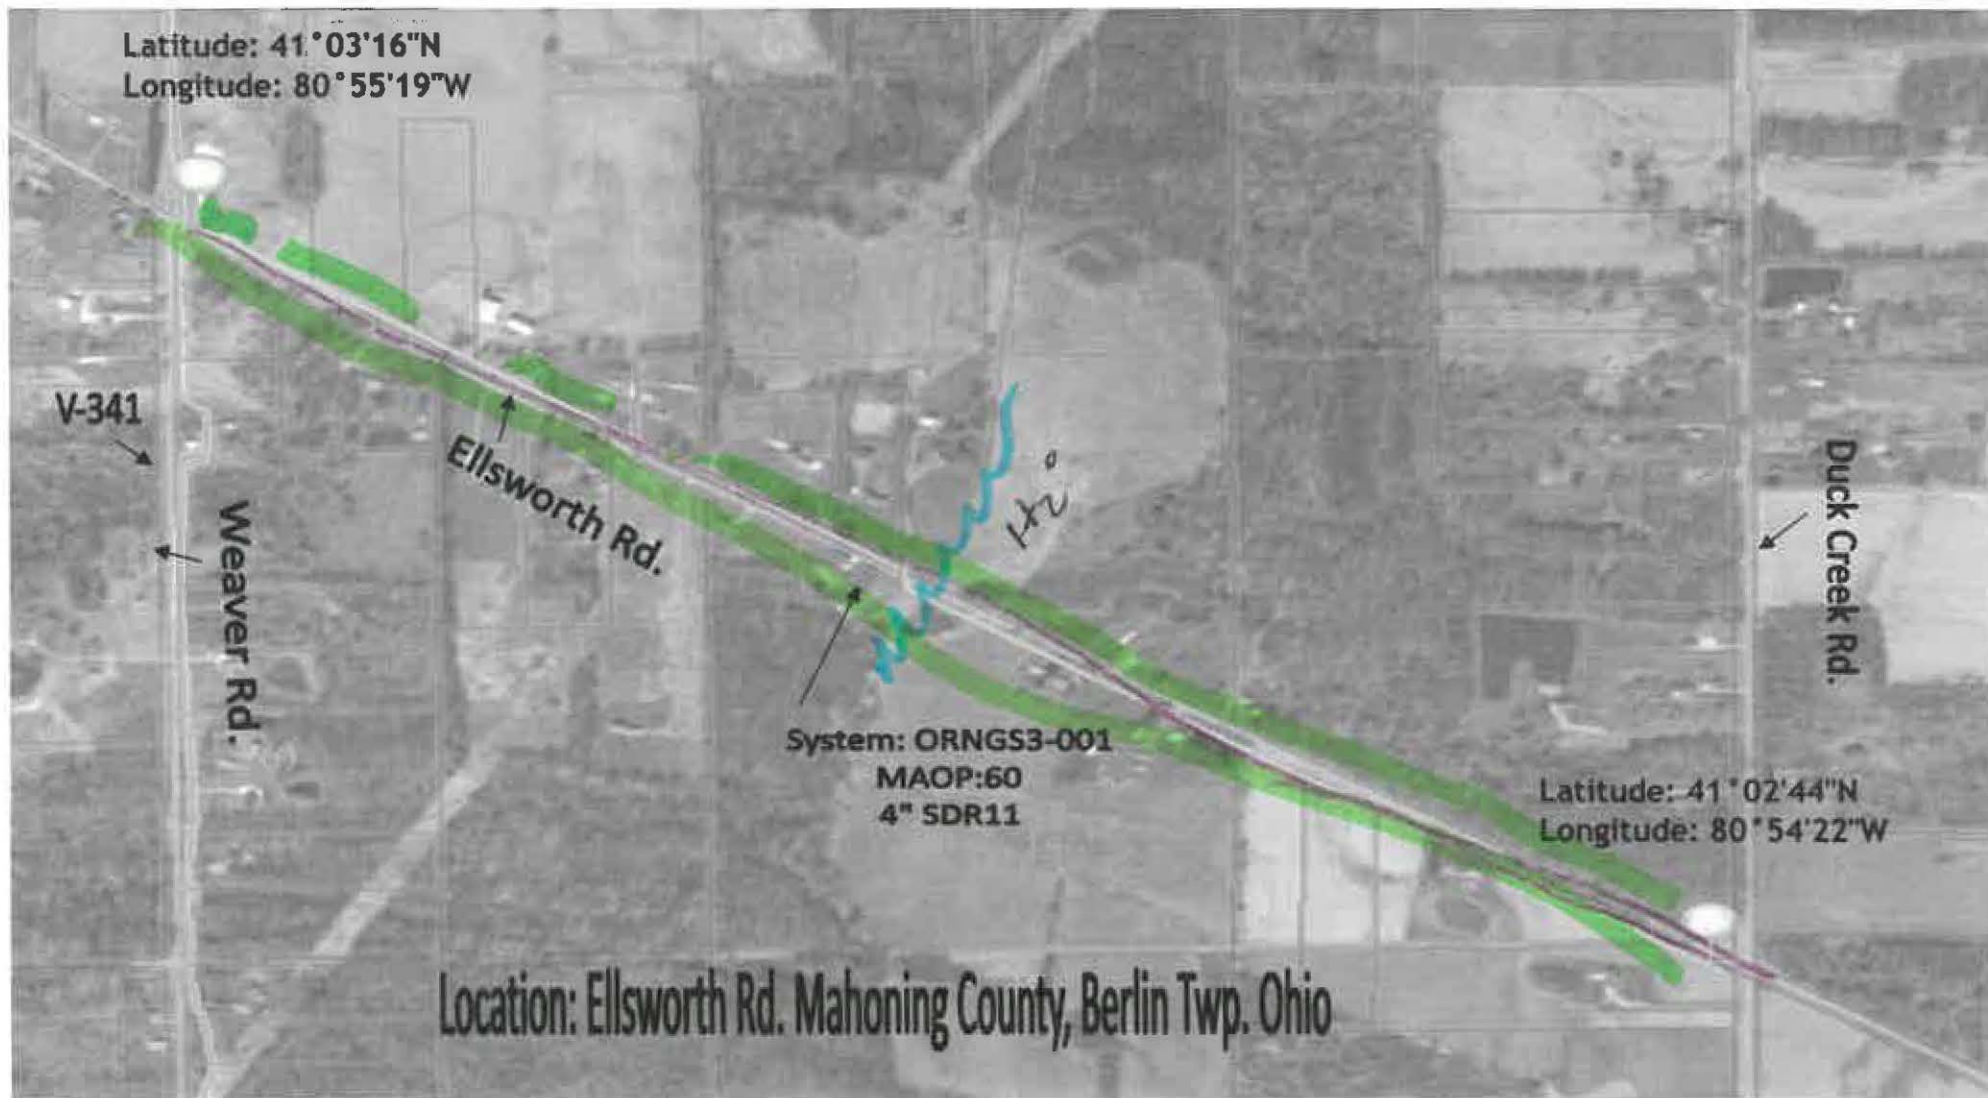 Latitude: 41.°03'16"N
Longitude: 80°55'19"W
V-341
Ellsworth Rd.
Weaver Rd.
H2o
Duck Creek Rd.
System: ORNGS3-001
MAOP:60
4" SDR11
Latitude: 41°02'44"N
Longitude: 80°54'22"W
Location: Ellsworth Rd. Mahoning County, Berlin Twp. Ohio